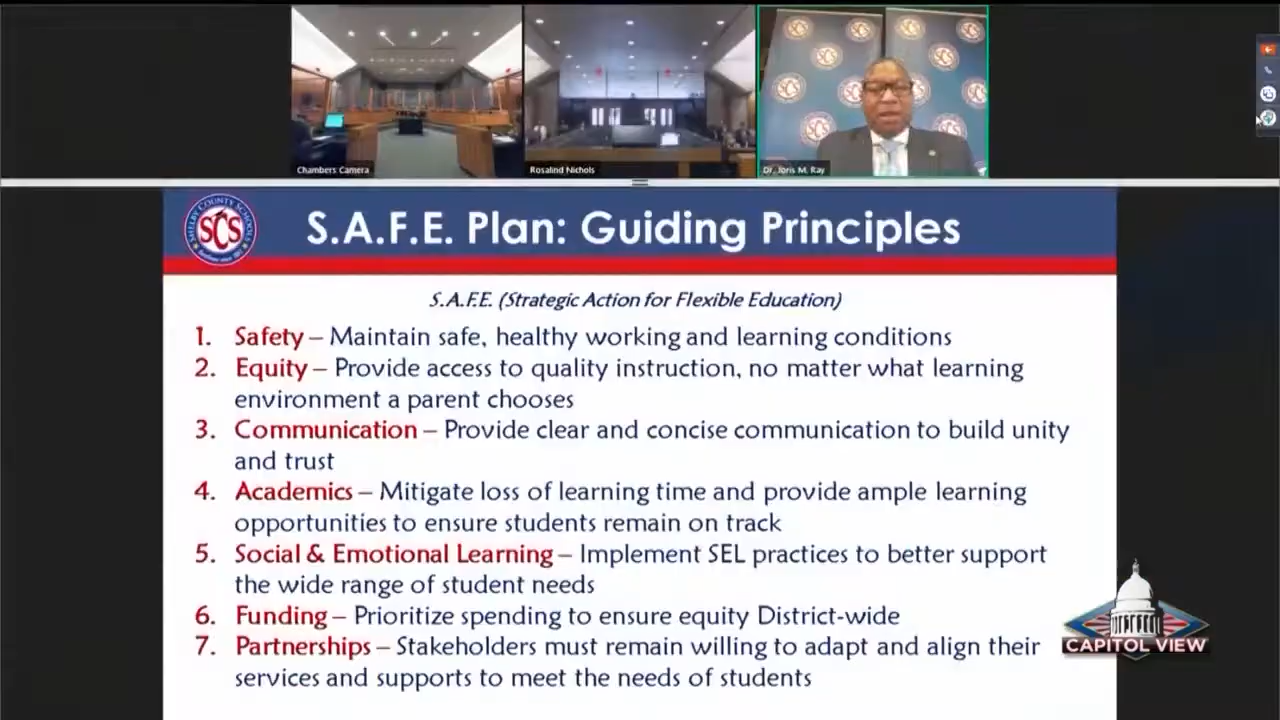 Chambers Camera
Rosalind Nichols
Dr. Joris M. Ray
SHELBY COUNTY SCHOOLS
SCS
S.A.F.E. Plan: Guiding Principles
S.A.F.E. (Strategic Action for Flexible Education)
1. Safety – Maintain safe, healthy working and learning conditions
2. Equity – Provide access to quality instruction, no matter what learning
environment a parent chooses
3. Communication – Provide clear and concise communication to build unity
and trust
4. Academics – Mitigate loss of learning time and provide ample learning
opportunities to ensure students remain on track
5. Social & Emotional Learning – Implement SEL practices to better support
the wide range of student needs
6. Funding – Prioritize spending to ensure equity District-wide
7. Partnerships – Stakeholders must remain willing to adapt and align their
services and supports to meet the needs of students
CAPITOL VIEW